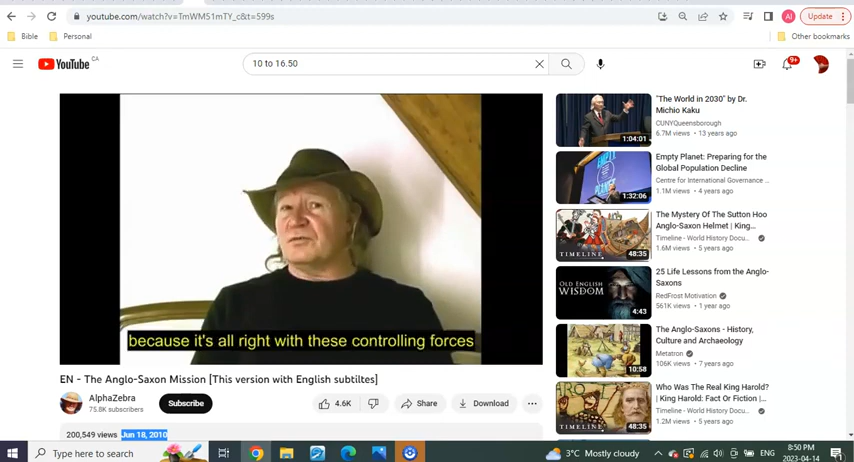 youtube.com/watch?v=TmWM51mTY_c&t=599s
AI
Update
Bible
Personal
Other bookmarks
YouTube CA
10 to 16.50
9+
because it's all right with these controlling forces
EN - The Anglo-Saxon Mission [This version with English subtiltes]
AlphaZebra
75.8K subscribers
Subscribe
4.6K
Share
Download
200,549 views Jun 18, 2010
"The World in 2030" by Dr.
Michio Kaku
CUNYQueensborough
6.7M views • 13 years ago
1:04:01
Empty Planet: Preparing for the
Global Population Decline
Centre for International Governance ...
1.1M views • 4 years ago
1:32:06
The Mystery Of The Sutton Hoo
Anglo-Saxon Helmet | King...
Timeline - World History Docu...
1.6M views • 5 years ago
TIMELINE
48:35
25 Life Lessons from the Anglo-
Saxons
RedFrost Motivation
561K views • 1 year ago
OLD ENGLISH
WISDOM
4:43
The Anglo-Saxons - History,
Culture and Archaeology
Metatron
106K views • 7 years ago
10:58
Who Was The Real King Harold?
| King Harold: Fact Or Fiction |...
Timeline - World History Docu...
1.2M views • 5 years ago
TIMELINE
48:35
Type here to search
3°C Mostly cloudy
ENG
8:50 PM
2023-04-14